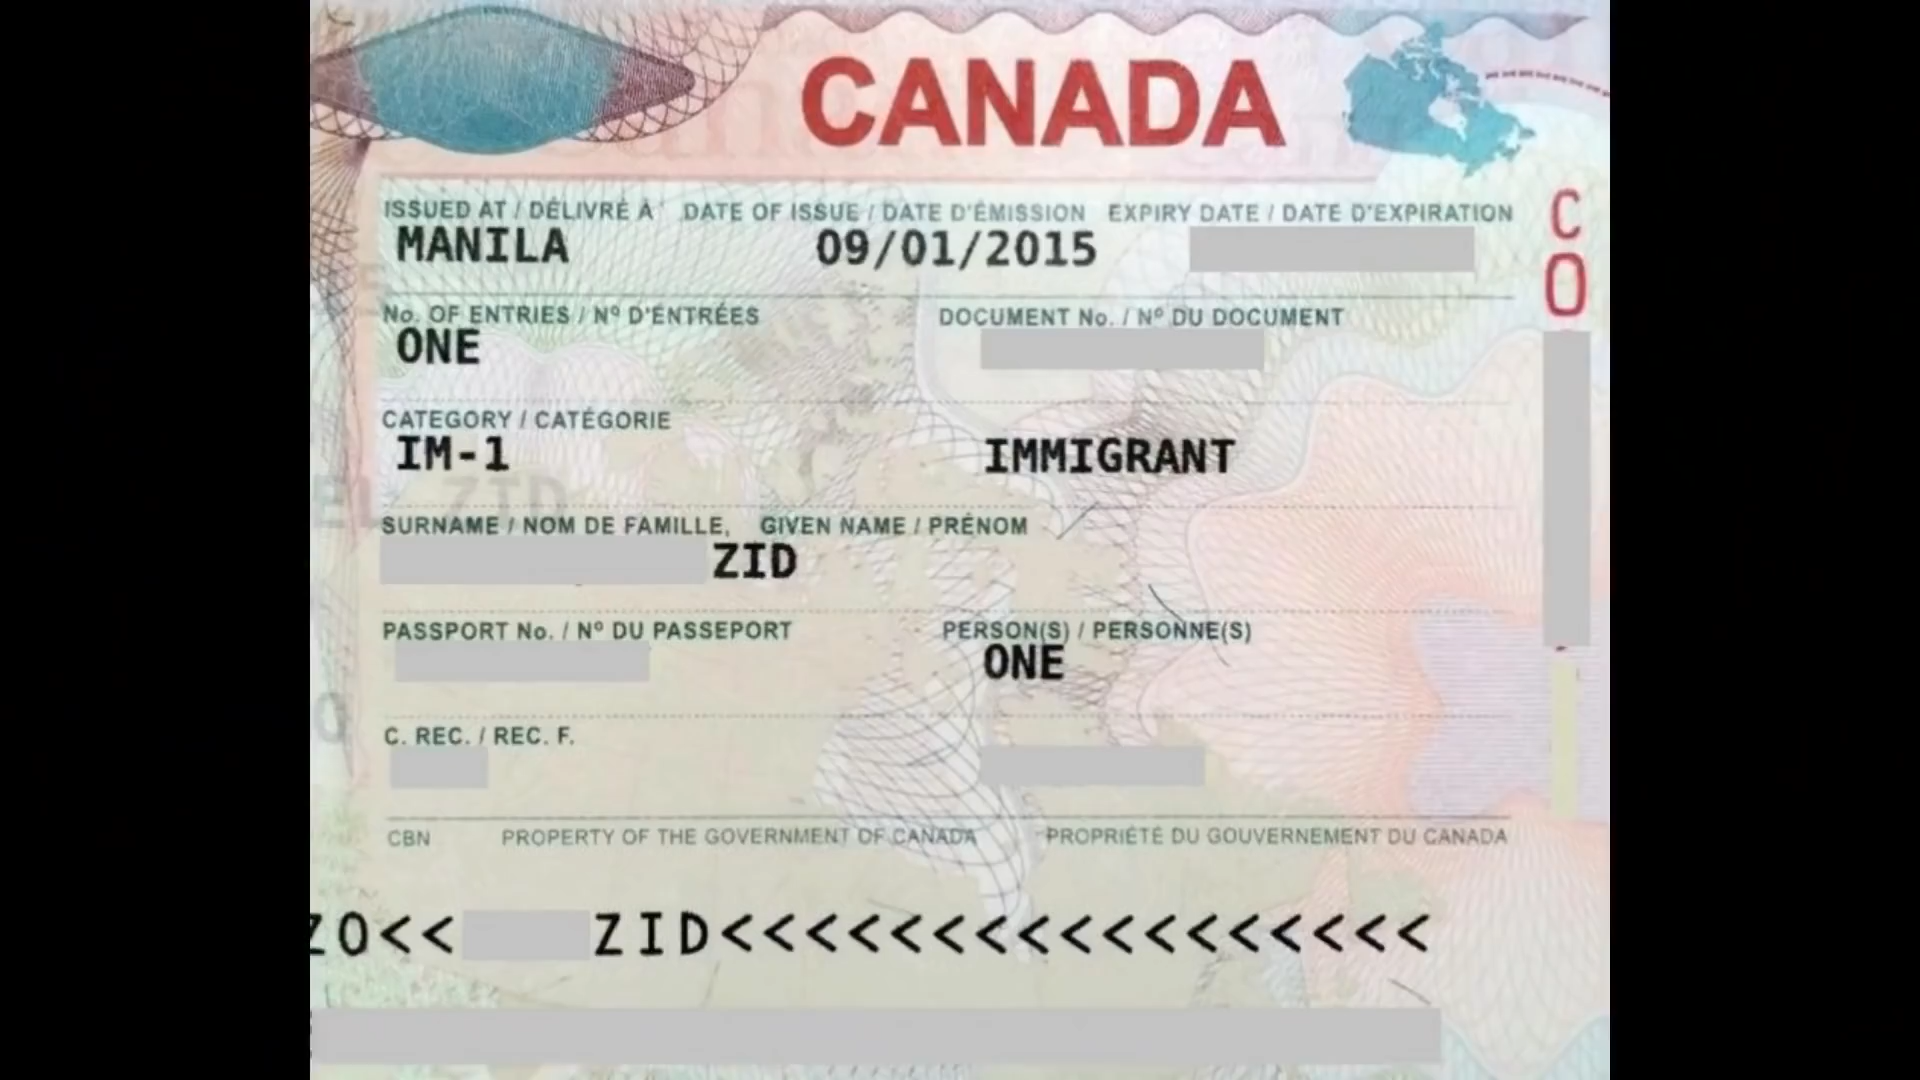 CANADA
ISSUED AT / DÉLIVRÉ À DATE OF ISSUE / DATE D'ÉMISSION EXPIRY DATE / DATE D'EXPIRATION
MANILA 09/01/2015
No. OF ENTRIES / Nº D'ENTRÉES DOCUMENT No. / Nº DU DOCUMENT
ONE
CATEGORY / CATÉGORIE
IM-1 IMMIGRANT
SURNAME / NOM DE FAMILLE, GIVEN NAME / PRÉNOM
ZID
PASSPORT No. / Nº DU PASSEPORT PERSON(S) / PERSONNE(S)
ONE
C. REC. / REC. F.
CBN PROPERTY OF THE GOVERNMENT OF CANADA PROPRIÉTÉ DU GOUVERNEMENT DU CANADA
ZO<< ZID<<<<<<<<<<<<<<<<<
CO